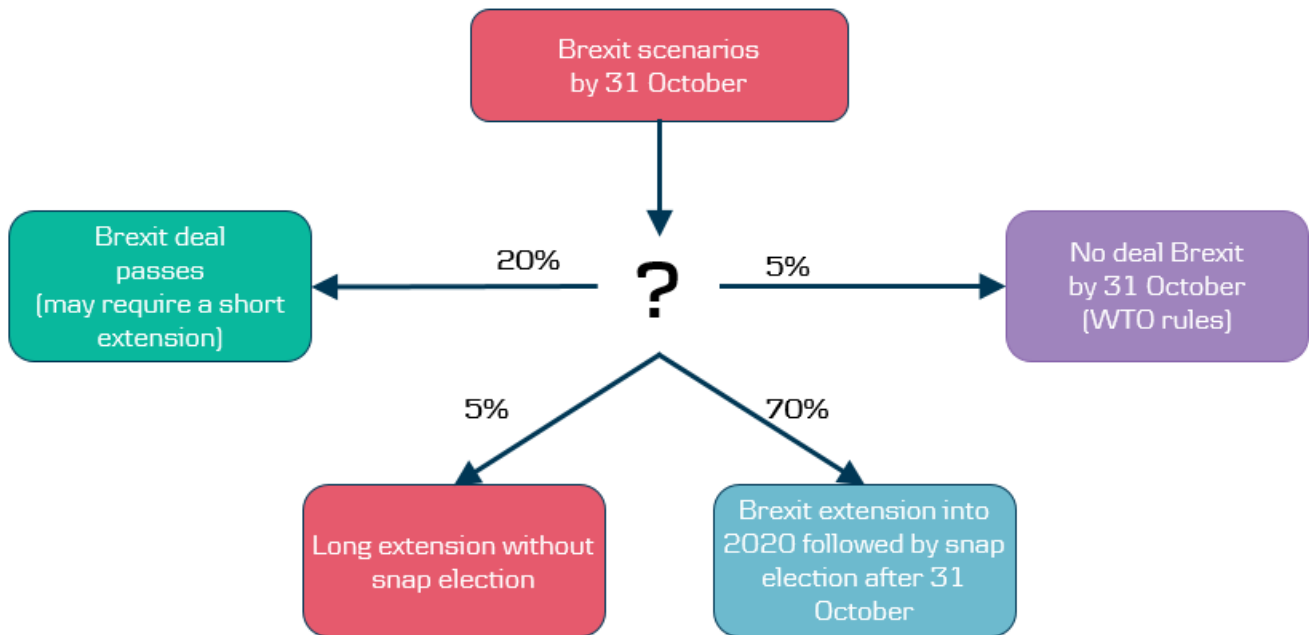 Brexit scenarios
by 31 October
Brexit deal
passes
(may require a short
extension)
20%
?
5%
No deal Brexit
by 31 October
(WTO rules)
5%
70%
Long extension without
snap election
Brexit extension into
2020 followed by snap
election after 31
October